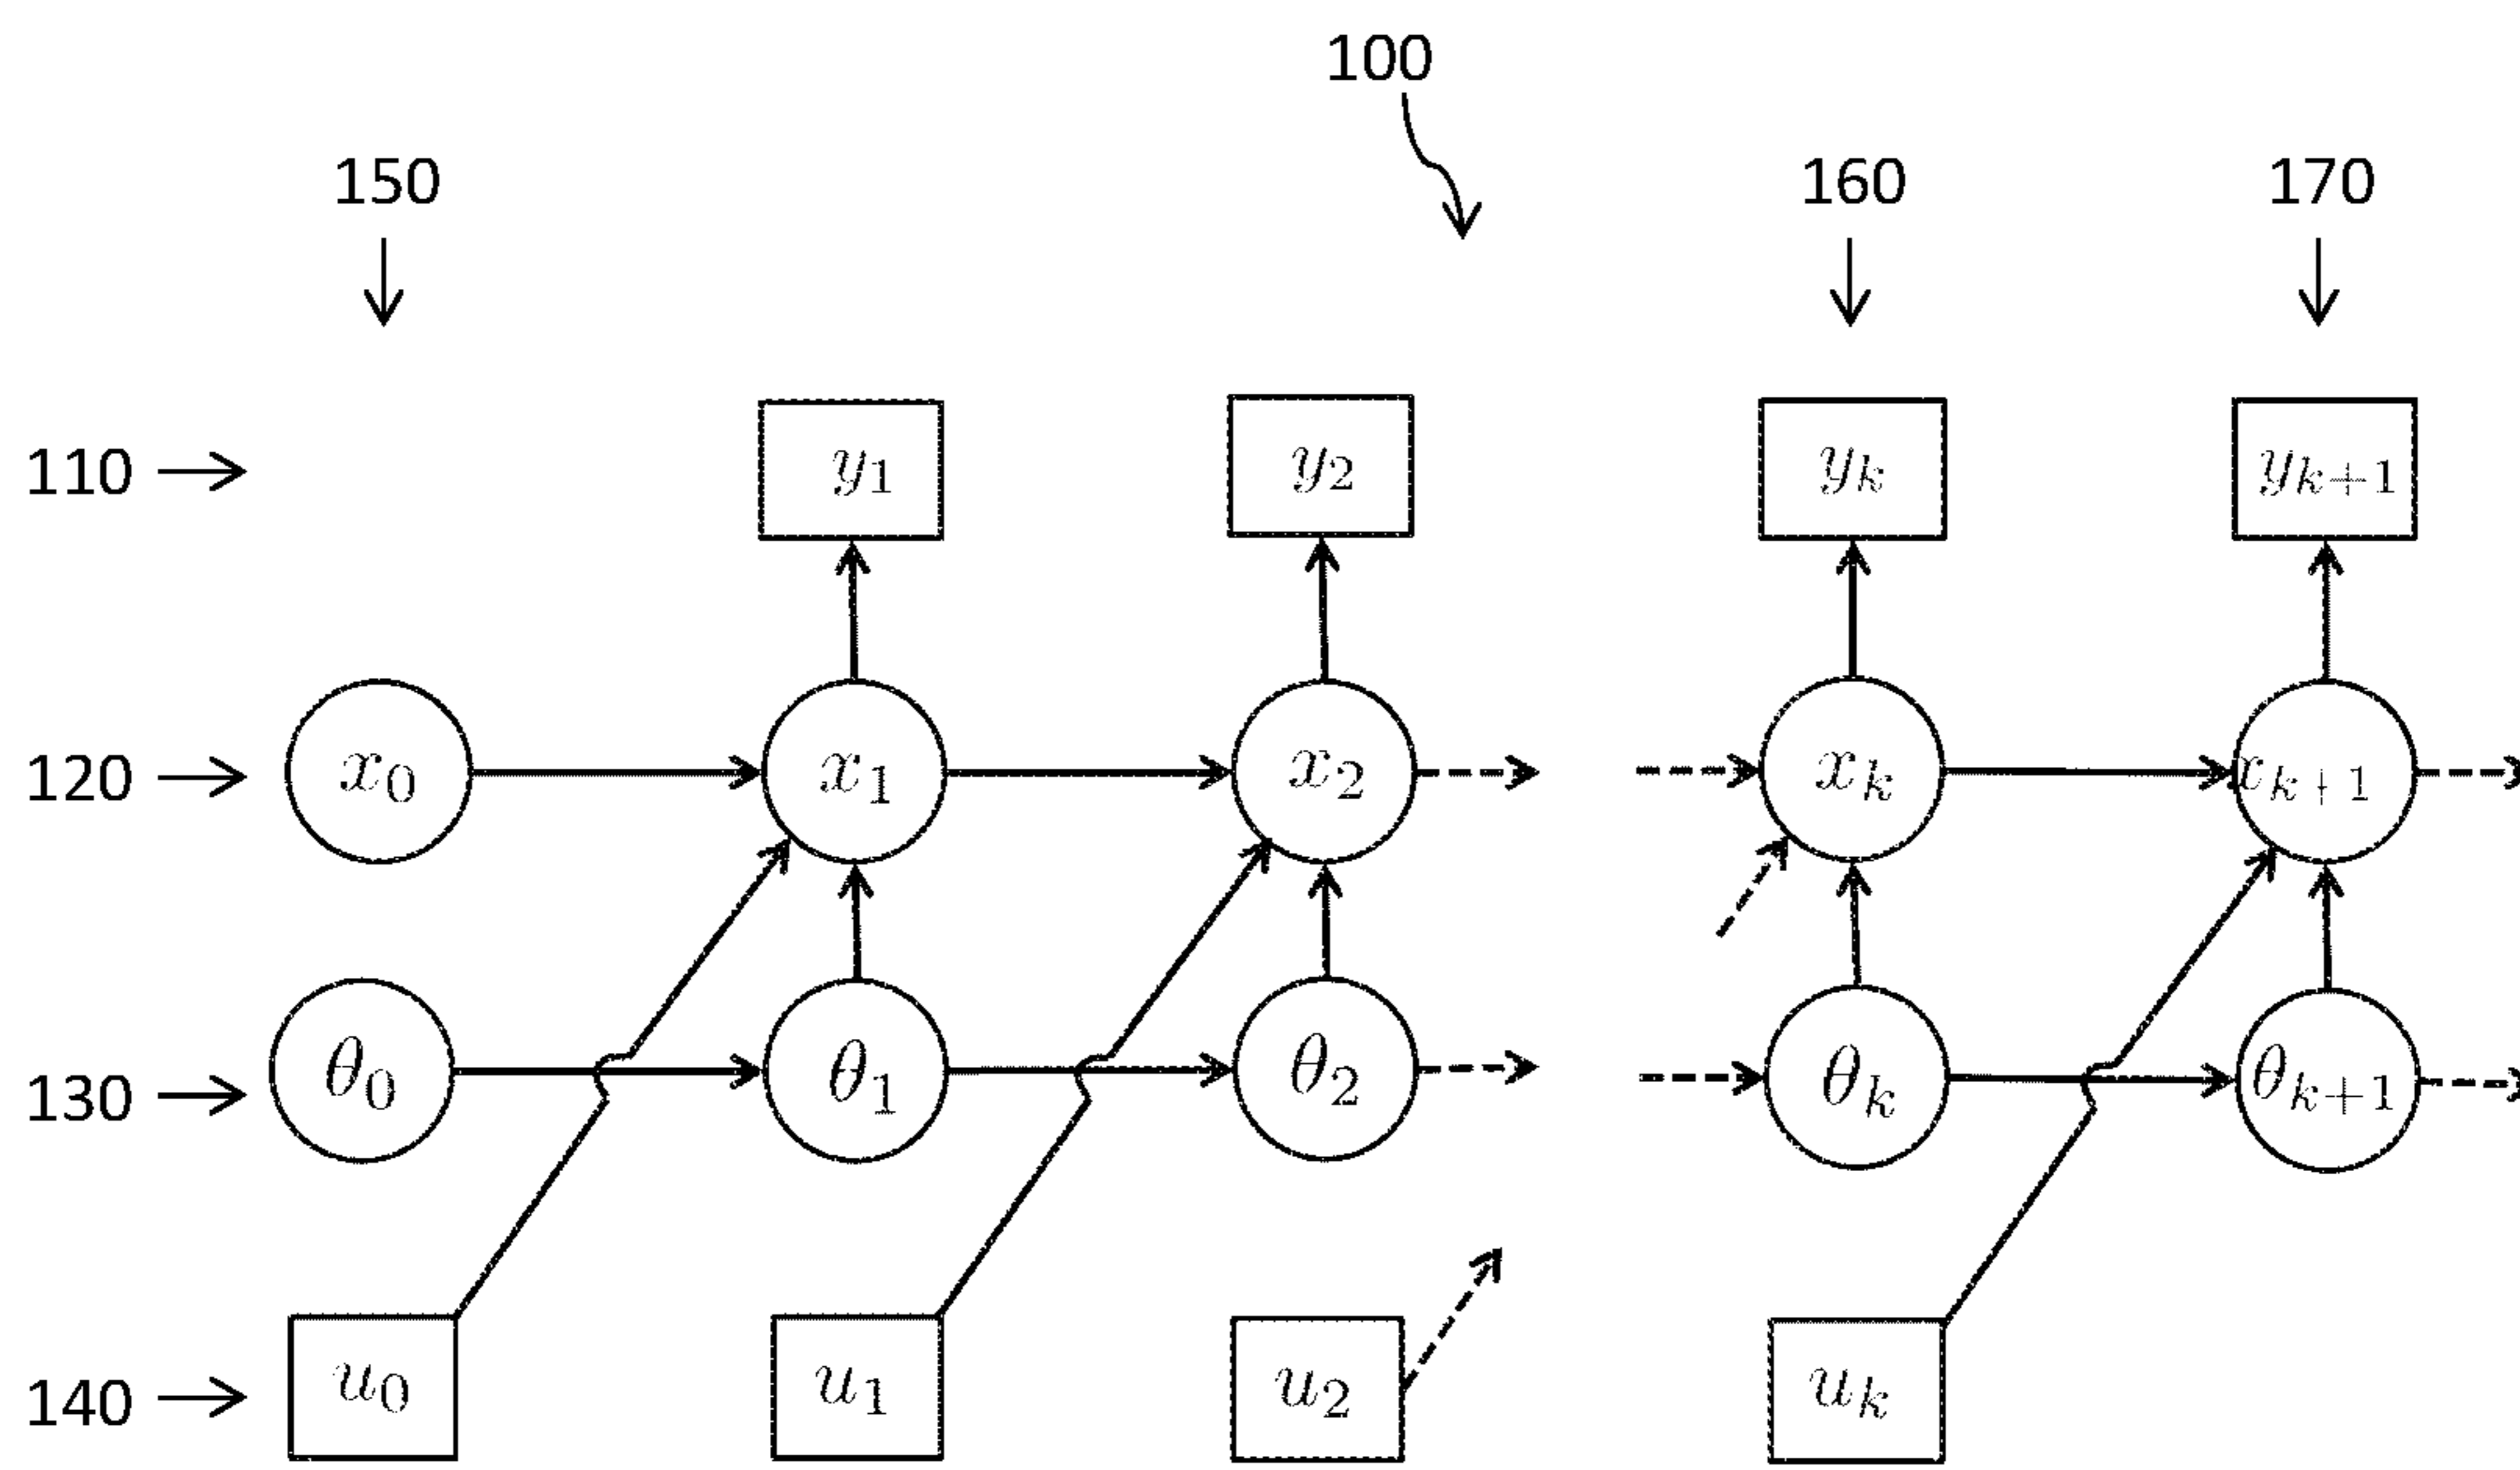 100
150 160 170
110 y₁ y₂ yₖ yₖ₊₁
120 x₀ x₁ x₂ xₖ xₖ₊₁
130 θ₀ θ₁ θ₂ θₖ θₖ₊₁
140 u₀ u₁ u₂ uₖ